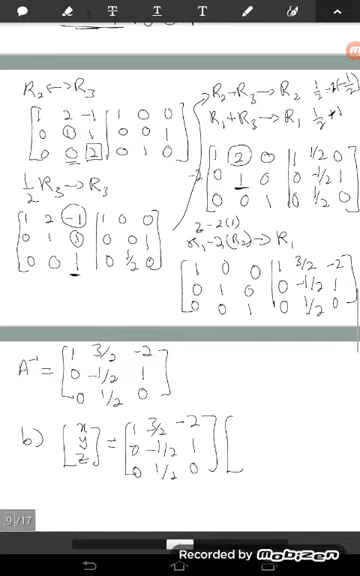 R₂ ↔ R₃
[1 2 -1 | 1 0 0]
[0 1 1 | 0 0 1]
[0 0 2 | 0 1 0]
½ R₃ → R₃
[1 2 -1 | 1 0 0]
[0 1 1 | 0 0 1]
[0 0 1 | 0 1/2 0]
R₂ + R₃ → R₂
R₁ + R₃ → R₁
-2
[1 2 0 | 1 1/2 0]
[0 1 0 | 0 -1/2 1]
[0 0 1 | 0 1/2 0]
2-2(1)
R₁ - 2(R₂) → R₁
[1 0 0 | 1 3/2 -2]
[0 1 0 | 0 -1/2 1]
[0 0 1 | 0 1/2 0]
A⁻¹ = [1 3/2 -2]
[0 -1/2 1]
[0 1/2 0]
b) [x] = [1 3/2 -2] [
[y] [0 -1/2 1]
[z] [0 1/2 0]
9 / 17
Recorded by mobizen